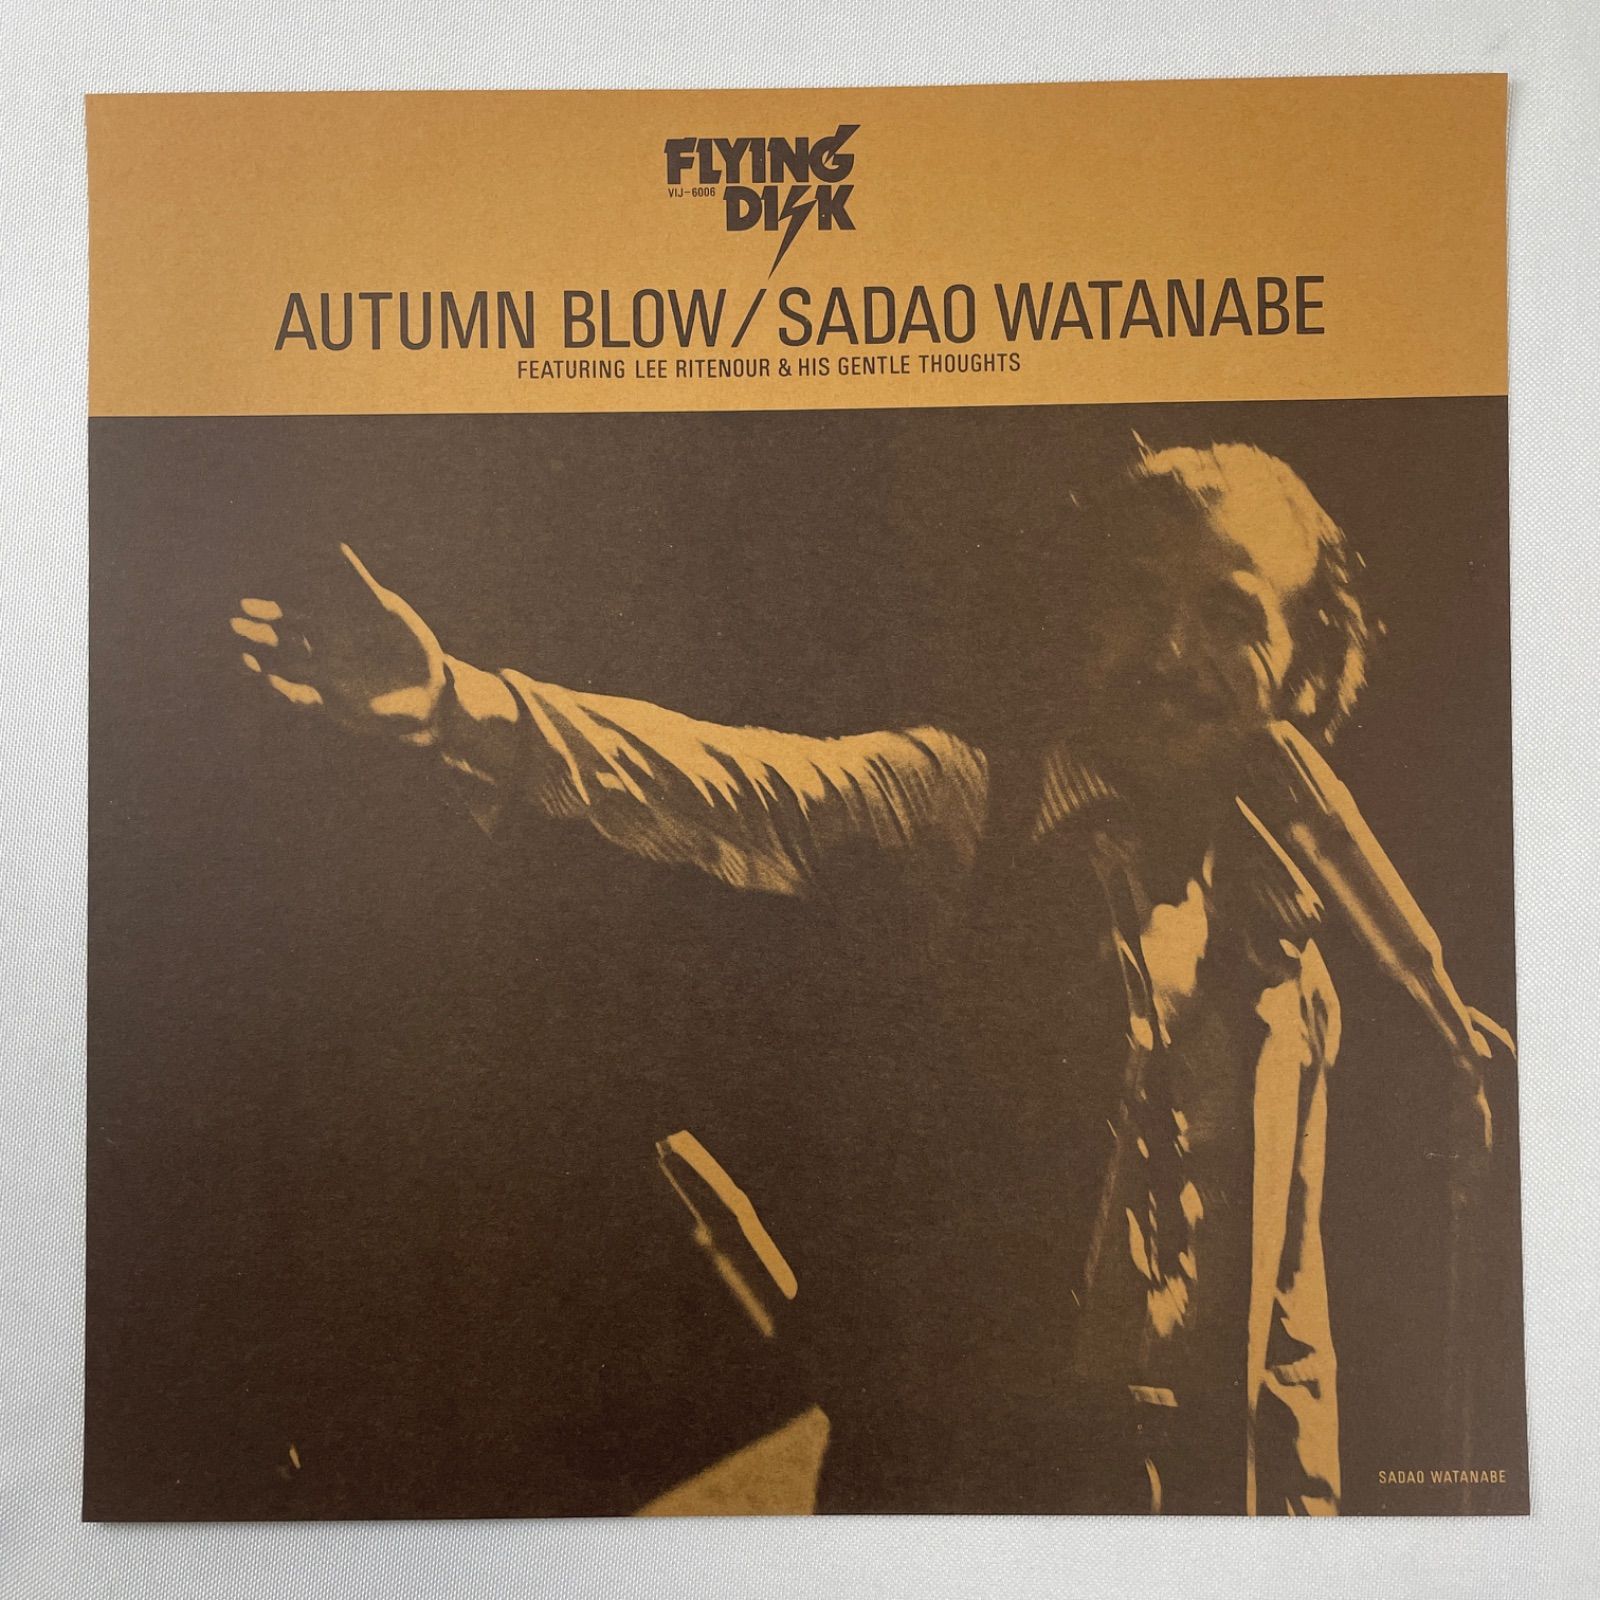 FLYING
VIJ-6006
DISK
AUTUMN BLOW/SADAO WATANABE
FEATURING LEE RITENOUR & HIS GENTLE THOUGHTS
SADAO WATANABE